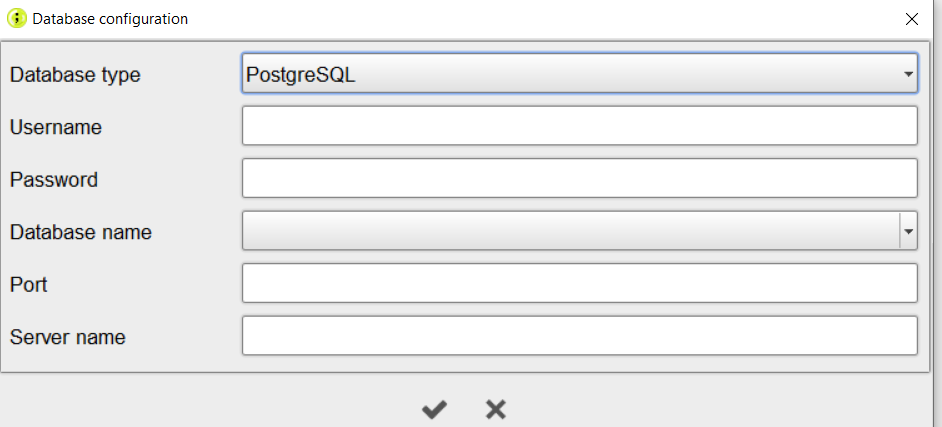 Database configuration
Database type PostgreSQL
Username
Password
Database name
Port
Server name